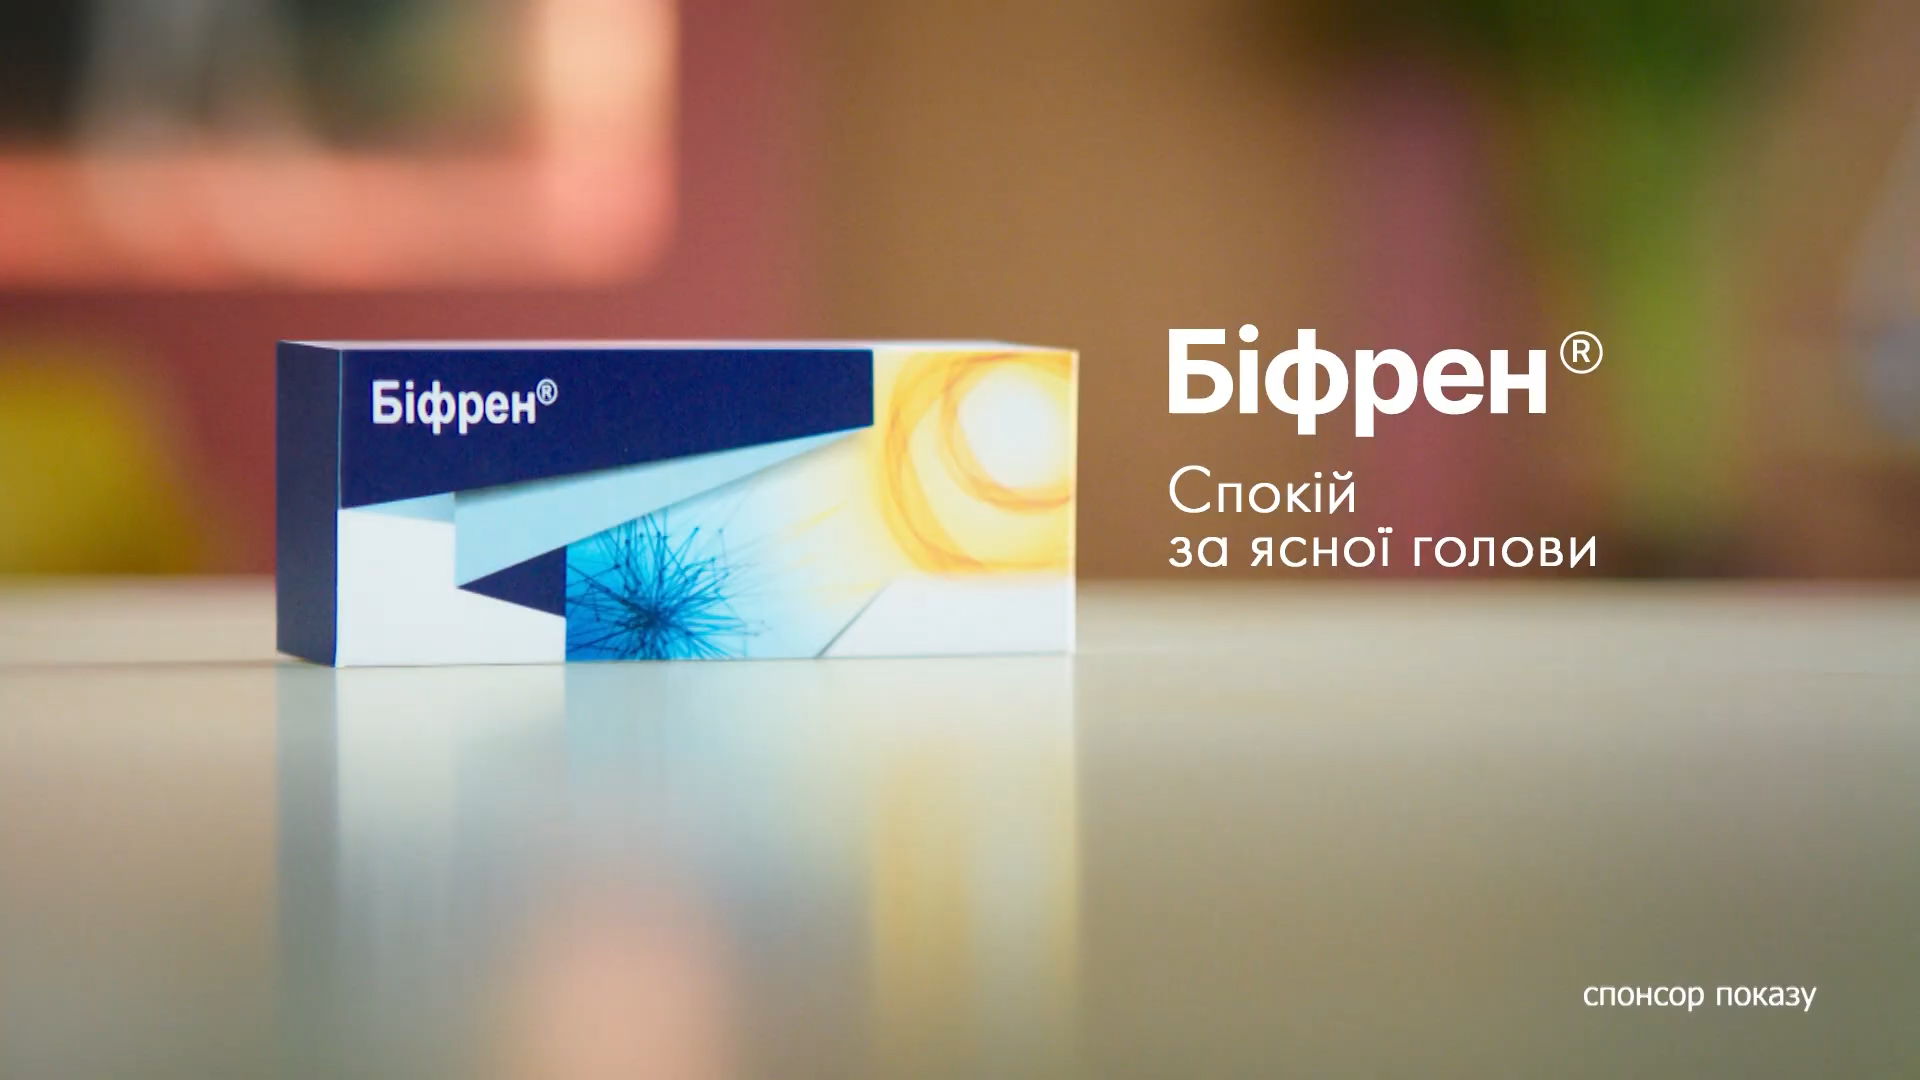 Біфрен®
Біфрен®
Спокій
за ясної голови
спонсор показу